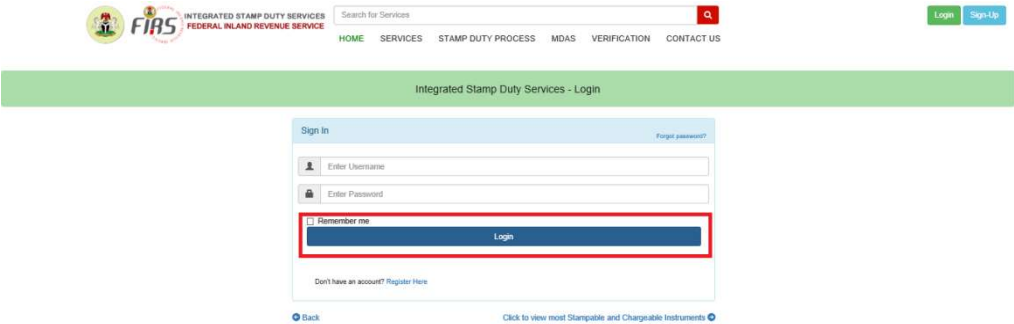 FIRS
INTEGRATED STAMP DUTY SERVICES
FEDERAL INLAND REVENUE SERVICE
Search for Services
Login Sign-Up
HOME SERVICES STAMP DUTY PROCESS MDAS VERIFICATION CONTACT US
Integrated Stamp Duty Services - Login
Sign In
Forgot password?
Enter Username
Enter Password
Remember me
Login
Don't have an account? Register Here
Back
Click to view most Stampable and Chargeable Instruments